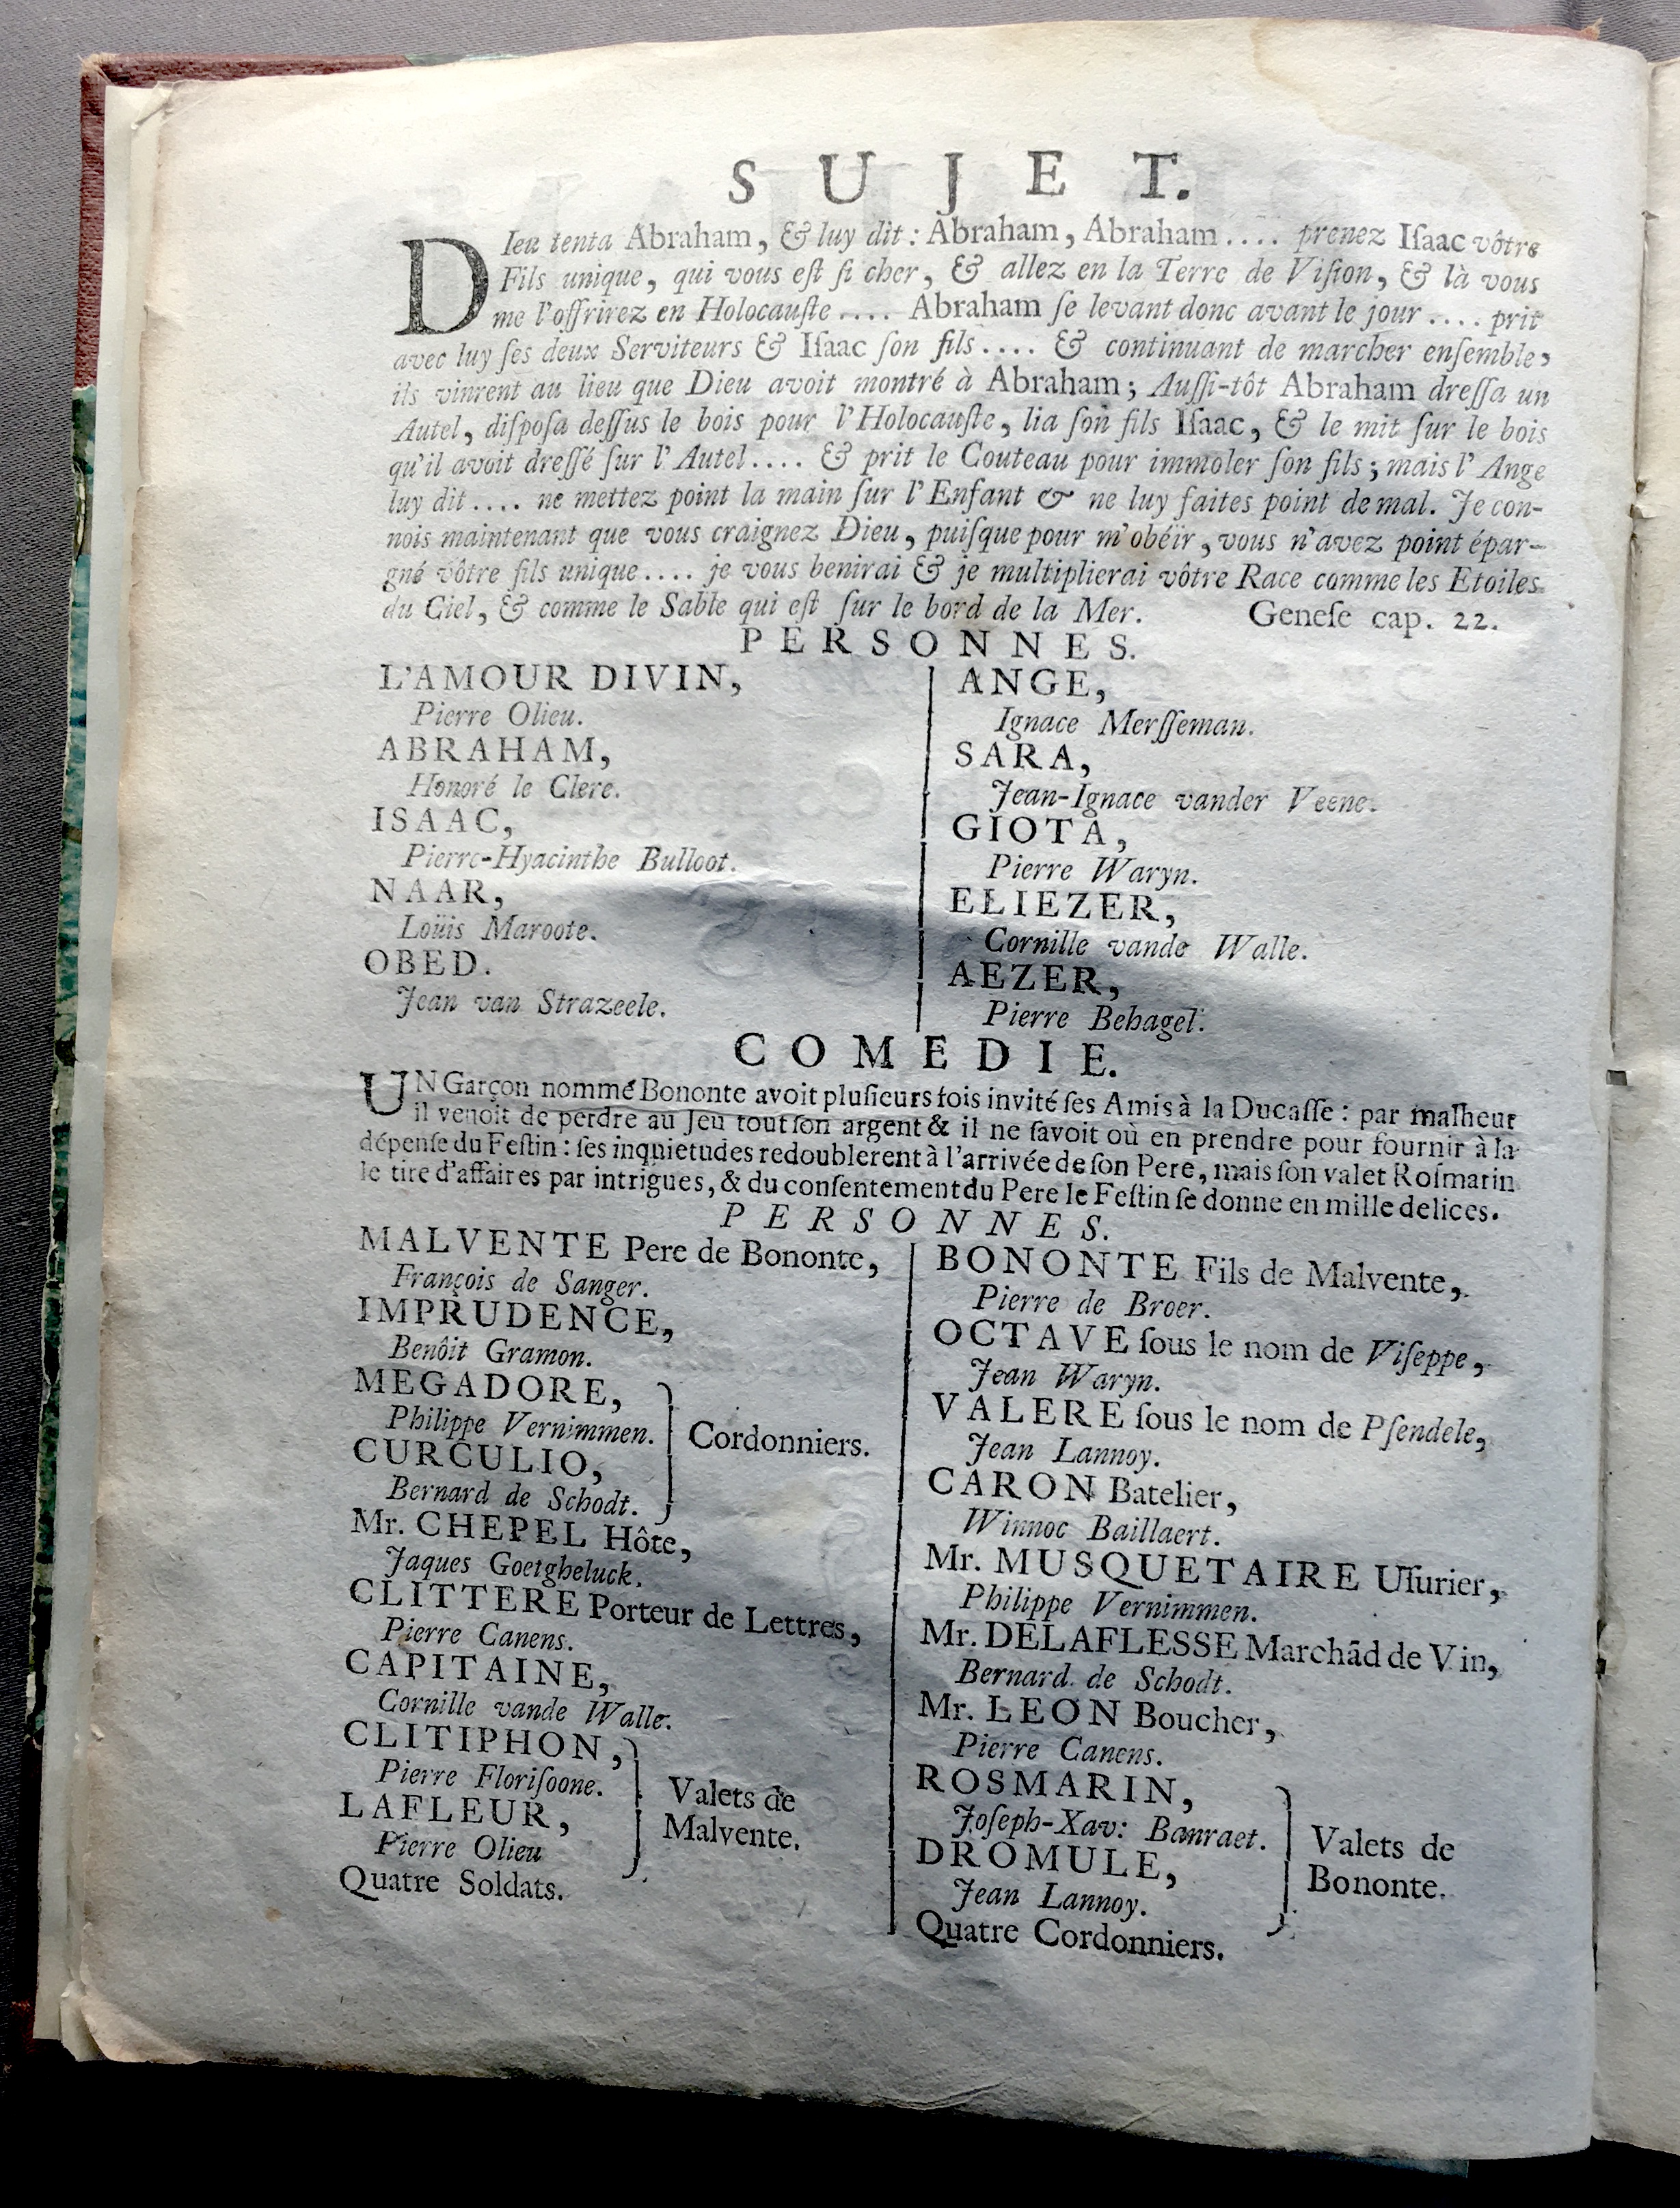 SUJET.
DIeu tenta Abraham, & luy dit : Abraham, Abraham .... prenez Iſaac vôtre
Fils unique, qui vous eſt ſi cher, & allez en la Terre de Viſion, & là vous
me l'offrirez en Holocauſte .... Abraham ſe levant donc avant le jour .... prit
avec luy ſes deux Serviteurs & Iſaac ſon fils .... & continuant de marcher enſemble,
ils vinrent au lieu que Dieu avoit montré à Abraham; Auſſi-tôt Abraham dreſſa un
Autel, diſpoſa deſſus le bois pour l'Holocauſte, lia ſon fils Iſaac, & le mit ſur le bois
qu'il avoit dreſſé ſur l'Autel .... & prit le Couteau pour immoler ſon fils; mais l'Ange
luy dit .... ne mettez point la main ſur l'Enfant & ne luy faites point de mal. Je con-
nois maintenant que vous craignez Dieu, puiſque pour m'obéïr, vous n'avez point épar-
gné vôtre fils unique .... je vous benirai & je multiplierai vôtre Race comme les Etoiles
du Ciel, & comme le Sable qui eſt ſur le bord de la Mer. Geneſe cap. 22.
PERSONNES.
L'AMOUR DIVIN,
Pierre Olieu.
ABRAHAM,
Honoré le Clerc.
ISAAC,
Pierre-Hyacinthe Bulloot.
NAAR,
Loüis Maroote.
OBED.
Jean van Strazeele.
ANGE,
Ignace Merſſeman.
SARA,
Jean-Ignace vander Veene.
GIOTA,
Pierre Waryn.
ELIEZER,
Cornille vande Walle.
AEZER,
Pierre Behagel.
COMEDIE.
UN Garçon nommé Bononte avoit pluſieurs fois invité ſes Amis à la Ducaſſe : par malheur
il venoit de perdre au Jeu tout ſon argent & il ne ſavoit où en prendre pour fournir à la
dépenſe du Feſtin : ſes inquietudes redoublerent à l'arrivée de ſon Pere, mais ſon valet Roſmarin
le tire d'affaires par intrigues, & du conſentement du Pere le Feſtin ſe donne en mille delices.
PERSONNES.
MALVENTE Pere de Bononte,
François de Sanger.
IMPRUDENCE,
Benôit Gramon.
MEGADORE,
Philippe Vernimmen.
Cordonniers.
CURCULIO,
Bernard de Schodt.
Mr. CHEPEL Hôte,
Jaques Goetgheluck.
CLITTERE Porteur de Lettres,
Pierre Canens.
CAPITAINE,
Cornille vande Walle.
CLITIPHON,
Pierre Floriſoone.
Valets de
Malvente.
LAFLEUR,
Pierre Olieu
Quatre Soldats.
BONONTE Fils de Malvente,
Pierre de Broer.
OCTAVE ſous le nom de Viſeppe,
Jean Waryn.
VALERE ſous le nom de Pſendele,
Jean Lannoy.
CARON Batelier,
Winnoc Baillaert.
Mr. MUSQUETAIRE Uſurier,
Philippe Vernimmen.
Mr. DELAFLESSE Marchād de Vin,
Bernard de Schodt.
Mr. LEON Boucher,
Pierre Canens.
ROSMARIN,
Joſeph-Xav: Banraet.
Valets de
Bononte.
DROMULE,
Jean Lannoy.
Quatre Cordonniers.